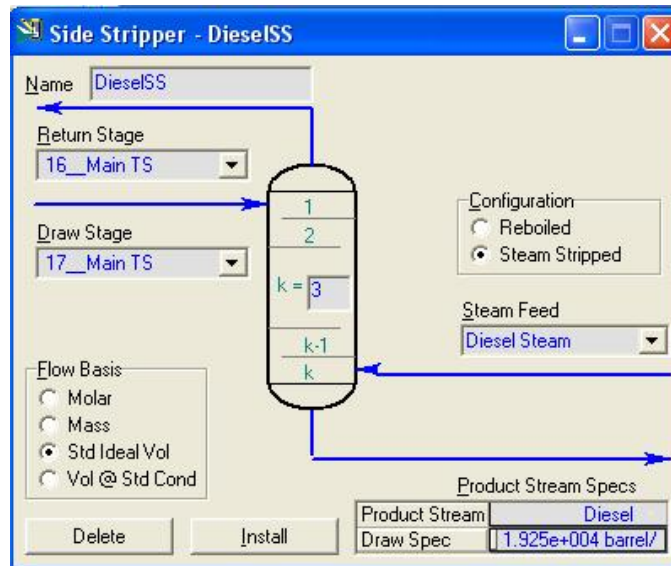 Side Stripper - DieselSS
Name DieselSS
Return Stage
16__Main TS
Draw Stage
17__Main TS
1
2
k = 3
k-1
k
Configuration
Reboiled
Steam Stripped
Steam Feed
Diesel Steam
Flow Basis
Molar
Mass
Std Ideal Vol
Vol @ Std Cond
Product Stream Specs
Product Stream Diesel
Draw Spec 1.925e+004 barrel/
Delete Install